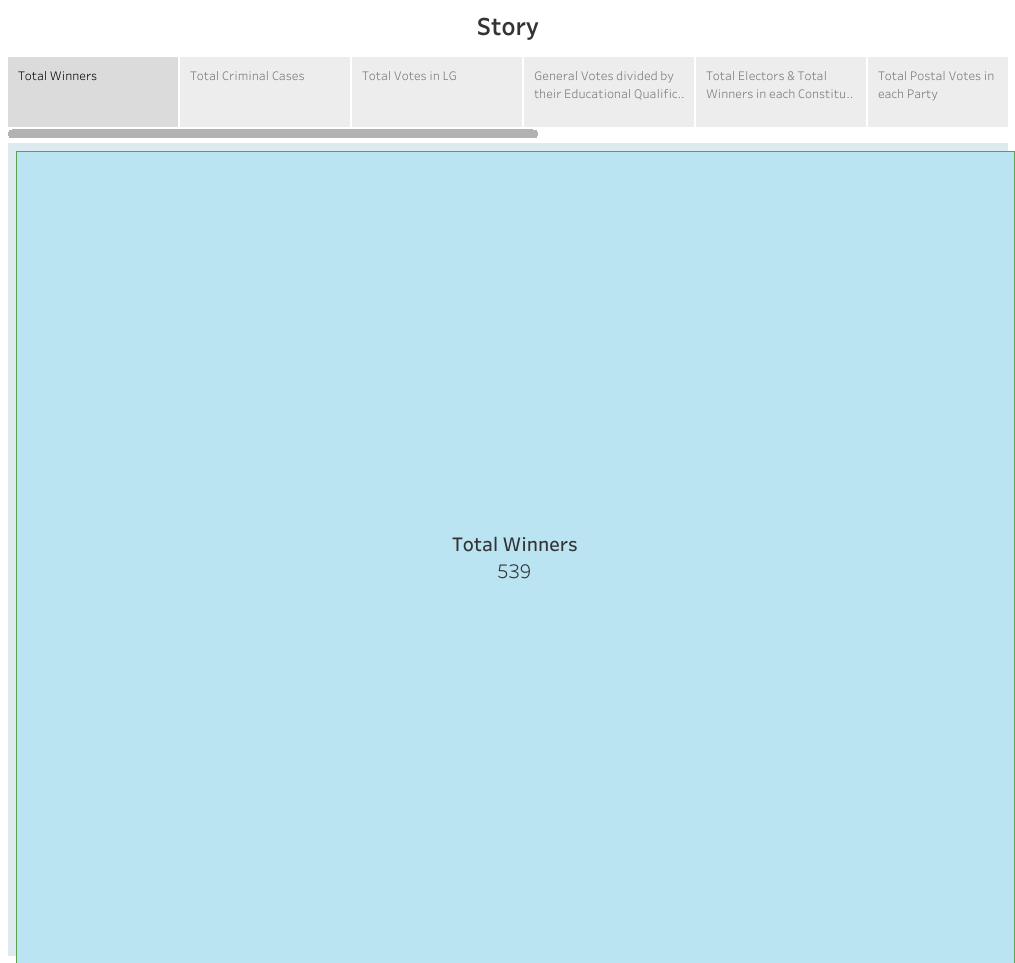 Story
Total Winners
Total Criminal Cases
Total Votes in LG
General Votes divided by
their Educational Qualific..
Total Electors & Total
Winners in each Constitu..
Total Postal Votes in
each Party
Total Winners
539